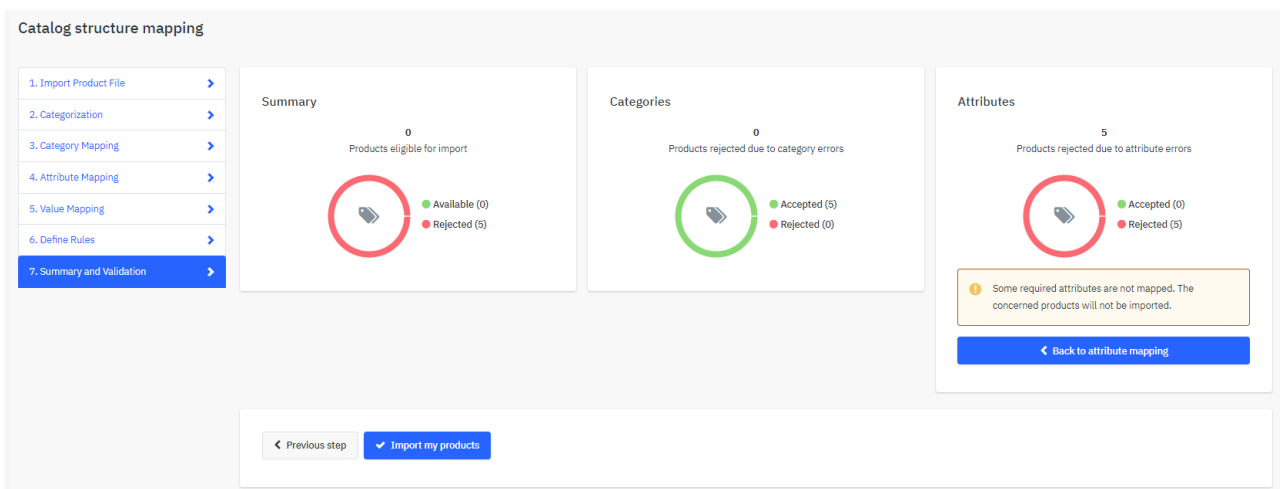 Catalog structure mapping
1. Import Product File
2. Categorization
3. Category Mapping
4. Attribute Mapping
5. Value Mapping
6. Define Rules
7. Summary and Validation
Summary
0
Products eligible for import
Available (0)
Rejected (5)
Categories
0
Products rejected due to category errors
Accepted (5)
Rejected (0)
Attributes
5
Products rejected due to attribute errors
Accepted (0)
Rejected (5)
Some required attributes are not mapped. The
concerned products will not be imported.
Back to attribute mapping
Previous step
Import my products